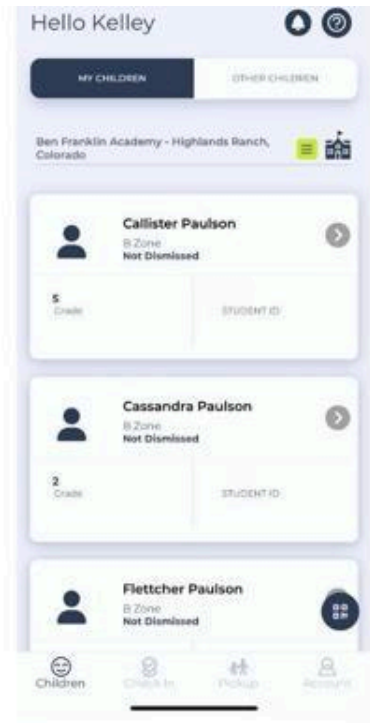 Hello Kelley
MY CHILDREN
OTHER CHILDREN
Ben Franklin Academy - Highlands Ranch,
Colorado
Callister Paulson
B Zone
Not Dismissed
5
Grade
STUDENT ID
Cassandra Paulson
B Zone
Not Dismissed
2
Grade
STUDENT ID
Flettcher Paulson
B Zone
Not Dismissed
Children
Check In
Pickup
Account